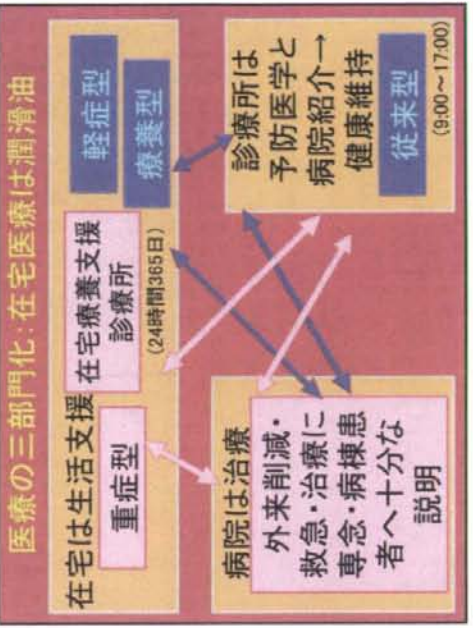 医療の三部門化:在宅医療は潤滑油
在宅は生活支援
重症型
在宅療養支援
診療所
(24時間365日)
軽症型
療養型
病院は治療
外来削減・
救急・治療に
専念・病棟患
者へ十分な
説明
診療所は
予防医学と
病院紹介→
健康維持
従来型
(9:00~17:00)